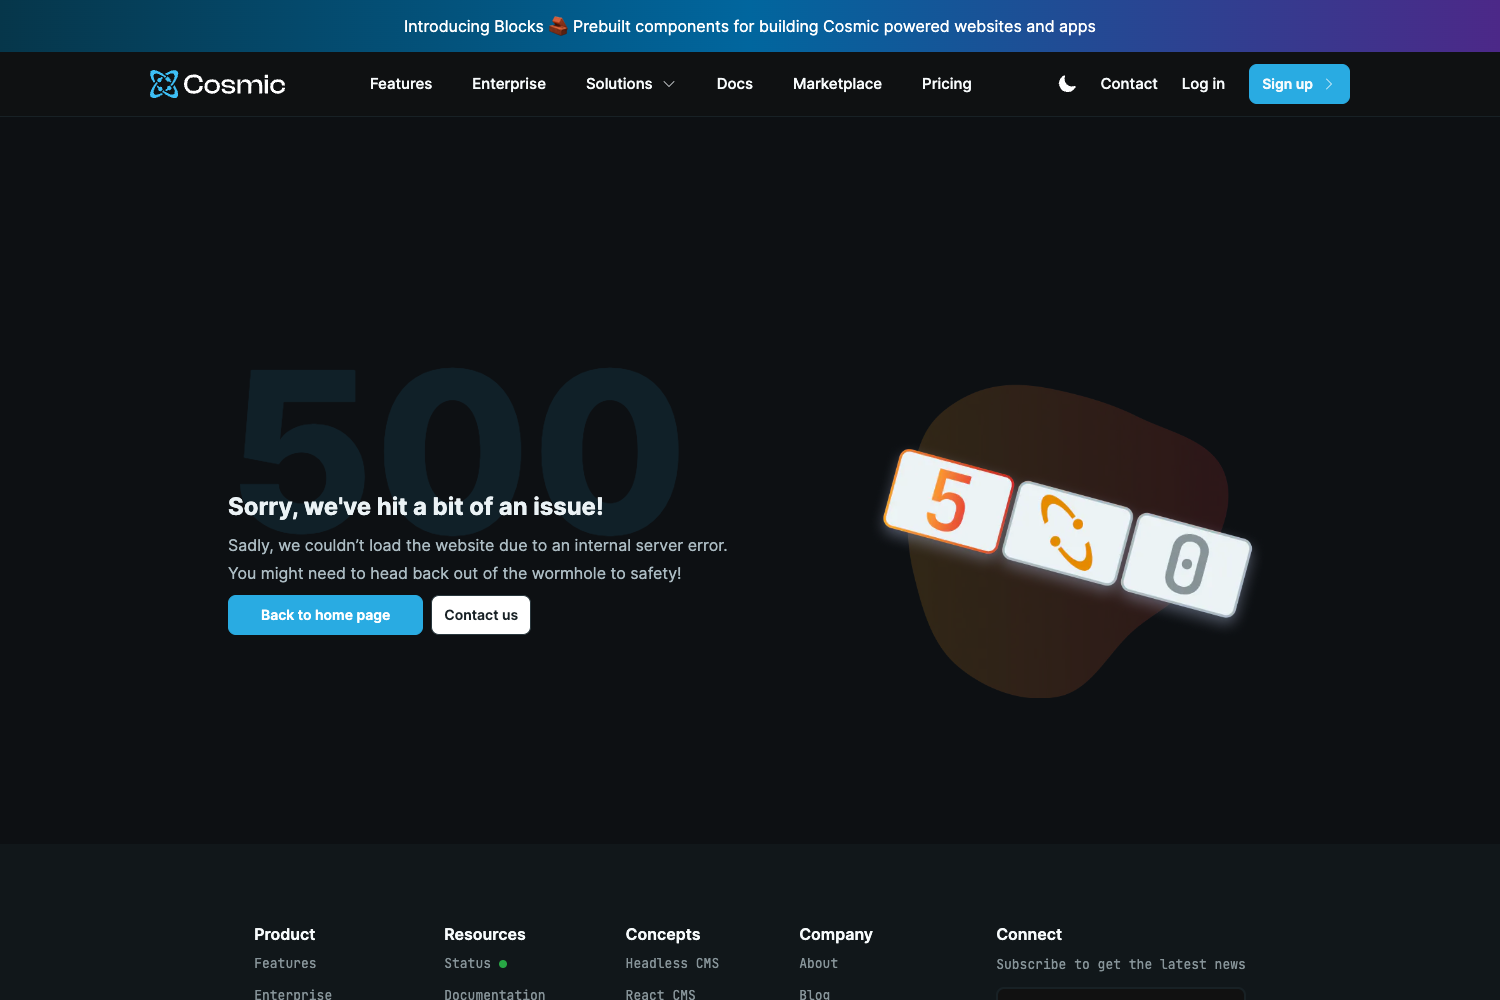 Introducing Blocks Prebuilt components for building Cosmic powered websites and apps
Cosmic
Features
Enterprise
Solutions
Docs
Marketplace
Pricing
Contact
Log in
Sign up
500
Sorry, we've hit a bit of an issue!
Sadly, we couldn’t load the website due to an internal server error.
You might need to head back out of the wormhole to safety!
Back to home page
Contact us
5
0
Product
Features
Enterprise
Resources
Status
Documentation
Concepts
Headless CMS
React CMS
Company
About
Blog
Connect
Subscribe to get the latest news